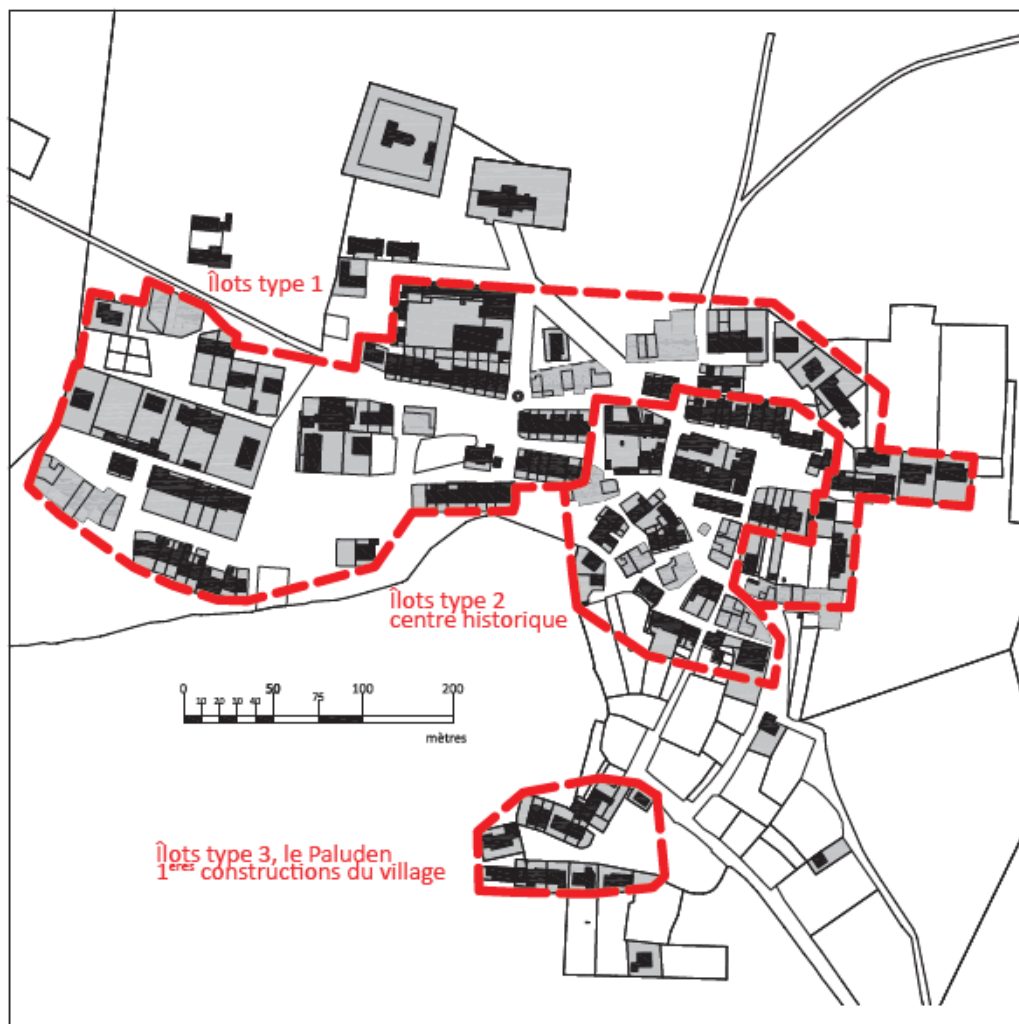 Îlots type 1
Îlots type 2
centre historique
0 50 100 200
10 20 30 40 75
mètres
Îlots type 3, le Paluden
1eres constructions du village